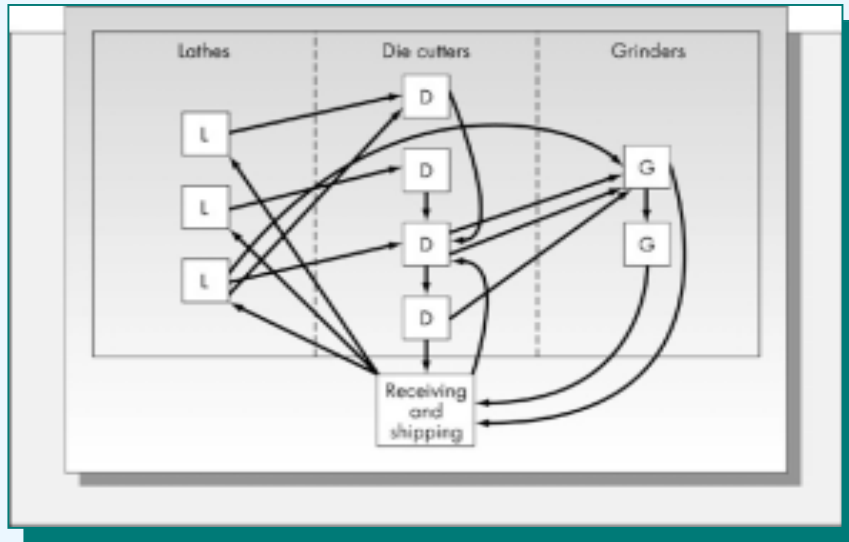 Lathes
Die cutters
Grinders
D
L
D
G
L
D
G
L
D
Receiving
and
shipping